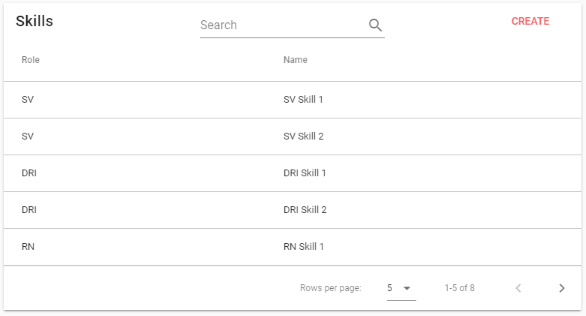 Skills
Search
CREATE
Role Name
SV SV Skill 1
SV SV Skill 2
DRI DRI Skill 1
DRI DRI Skill 2
RN RN Skill 1
Rows per page: 5 1-5 of 8